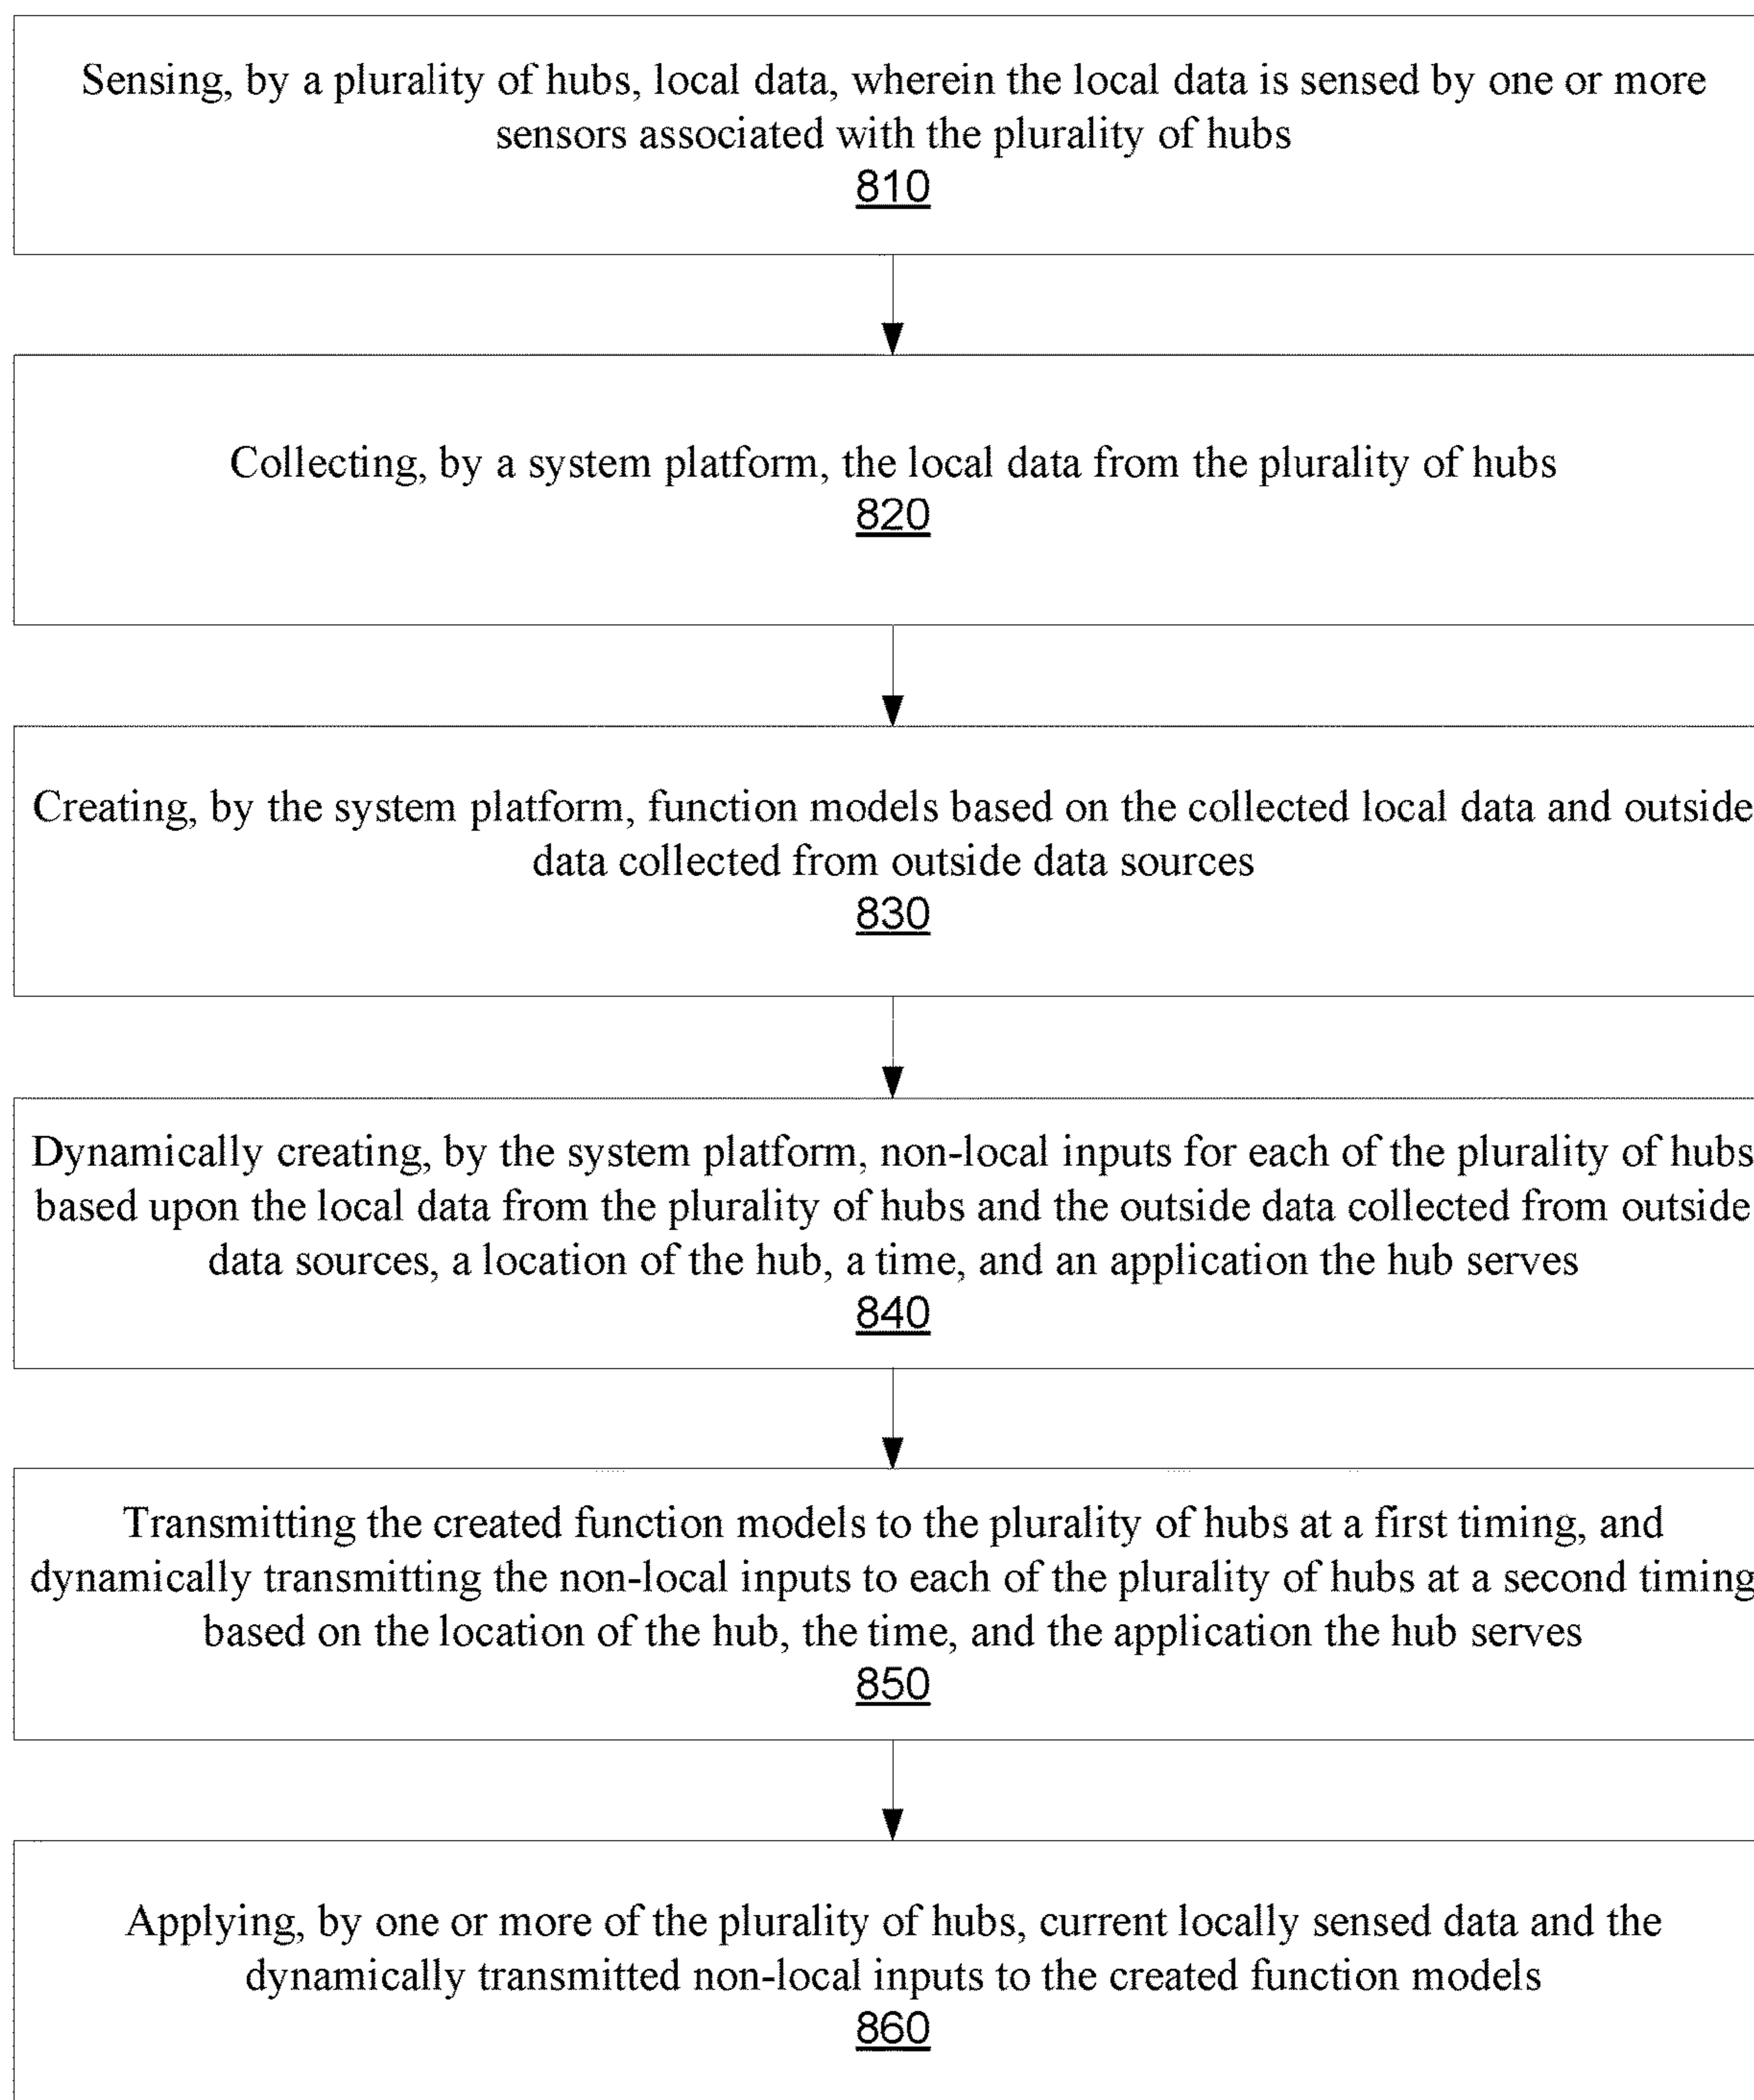 Sensing, by a plurality of hubs, local data, wherein the local data is sensed by one or more
sensors associated with the plurality of hubs
810
Collecting, by a system platform, the local data from the plurality of hubs
820
Creating, by the system platform, function models based on the collected local data and outside
data collected from outside data sources
830
Dynamically creating, by the system platform, non-local inputs for each of the plurality of hubs
based upon the local data from the plurality of hubs and the outside data collected from outside
data sources, a location of the hub, a time, and an application the hub serves
840
Transmitting the created function models to the plurality of hubs at a first timing, and
dynamically transmitting the non-local inputs to each of the plurality of hubs at a second timing
based on the location of the hub, the time, and the application the hub serves
850
Applying, by one or more of the plurality of hubs, current locally sensed data and the
dynamically transmitted non-local inputs to the created function models
860